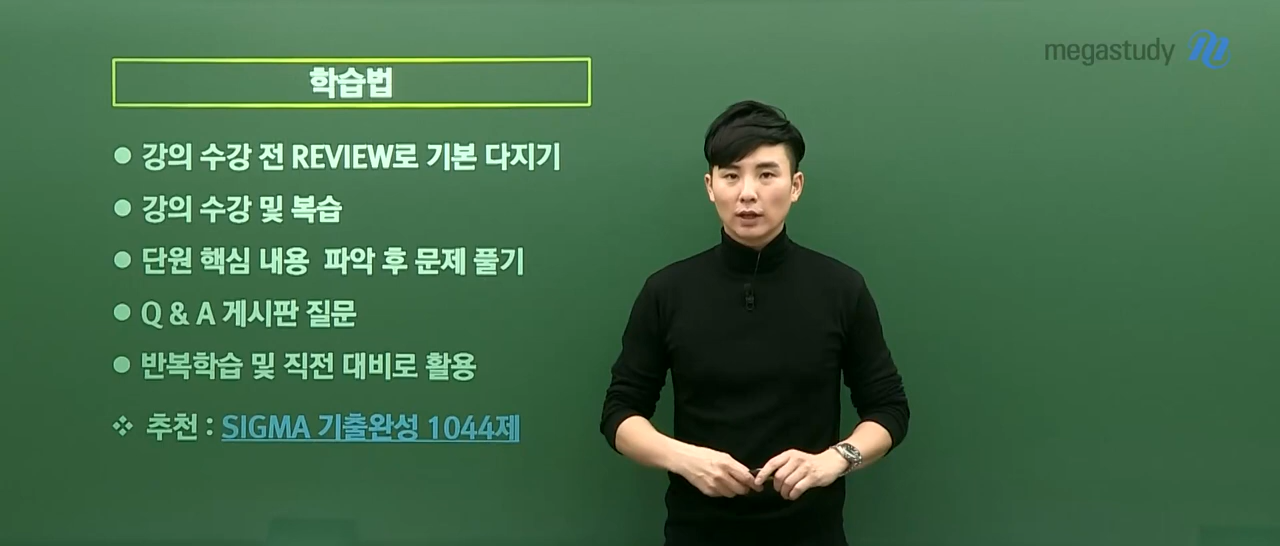 megastudy
학습법
● 강의 수강 전 REVIEW로 기본 다지기
● 강의 수강 및 복습
● 단원 핵심 내용 파악 후 문제 풀기
● Q & A 게시판 질문
● 반복학습 및 직전 대비로 활용
❖ 추천 : SIGMA 기출완성 1044제